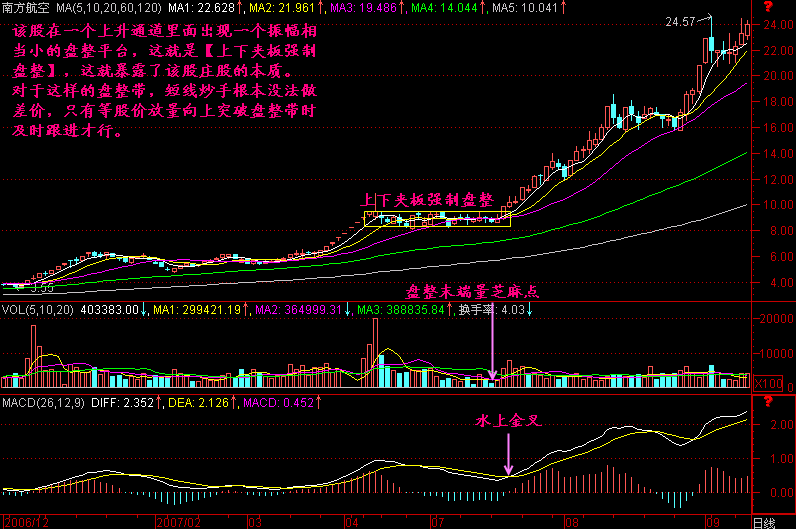 南方航空 MA(5,10,20,60,120) MA1: 22.628↑, MA2: 21.961↑, MA3: 19.486↑, MA4: 14.044↑, MA5: 10.041↑ ?
该股在一个上升通道里面出现一个振幅相
当小的盘整平台，这就是【上下夹板强制
盘整】，这就暴露了该股庄股的本质。
对于这样的盘整带，短线炒手根本没法做
差价，只有等股价放量向上突破盘整带时
及时跟进才行。
24.57
24.00
22.00
20.00
18.00
16.00
14.00
12.00
10.00
8.00
6.00
4.00
上下夹板强制盘整
3.55
盘整末端量芝麻点
VOL(5,10,20) 403383.00↓, MA1: 299421.19↑, MA2: 364999.31↓, MA3: 388835.84↑, 换手率: 4.03↓
20000
10000
0
X100
MACD(26,12,9) DIFF: 2.352↑, DEA: 2.126↑, MACD: 0.452↑ ?
水上金叉
2.00
1.00
0.00
2006/12 2007/02 03 04 07 08 09 日线